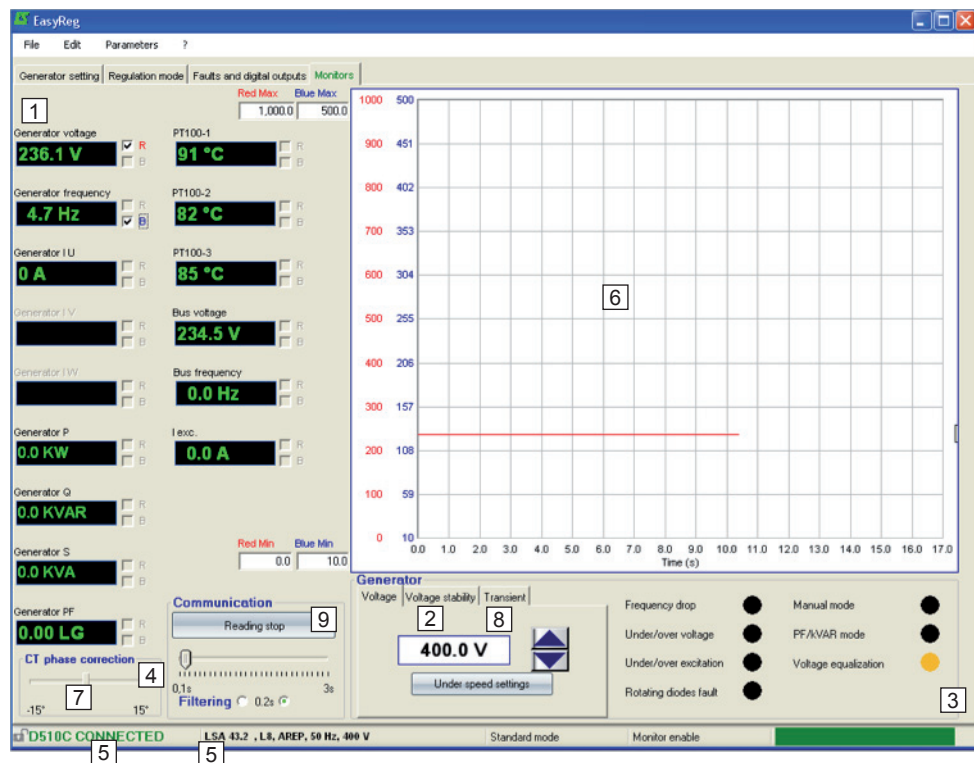 EasyReg
File Edit Parameters ?
Generator setting Regulation mode Faults and digital outputs Monitors
Red Max Blue Max
1,000.0 500.0
1
Generator voltage
236.1 V
R
B
Generator frequency
4.7 Hz
R
B
Generator I U
0 A
R
B
Generator I V
R
B
Generator I W
R
B
Generator P
0.0 KW
R
B
Generator Q
0.0 KVAR
R
B
Generator S
0.0 KVA
R
B
Generator PF
0.00 LG
R
B
PT100-1
91 °C
R
B
PT100-2
82 °C
R
B
PT100-3
85 °C
R
B
Bus voltage
234.5 V
R
B
Bus frequency
0.0 Hz
R
B
I exc.
0.0 A
R
B
Red Min Blue Min
0.0 10.0
1000 500
900 451
800 402
700 353
600 304
500 255
400 206
300 157
200 108
100 59
0 10
6
0.0 1.0 2.0 3.0 4.0 5.0 6.0 7.0 8.0 9.0 10.0 11.0 12.0 13.0 14.0 15.0 16.0 17.0
Time (s)
CT phase correction
4
7
-15° 15°
Communication
Reading stop
9
0,1s 3s
Filtering 0.2s
Generator
Voltage Voltage stability Transient
2 8
400.0 V
Under speed settings
Frequency drop Manual mode
Under/over voltage PF/kVAR mode
Under/over excitation Voltage equalization
Rotating diodes fault
3
D510C CONNECTED LSA 43.2 , L8, AREP, 50 Hz, 400 V Standard mode Monitor enable
5 5